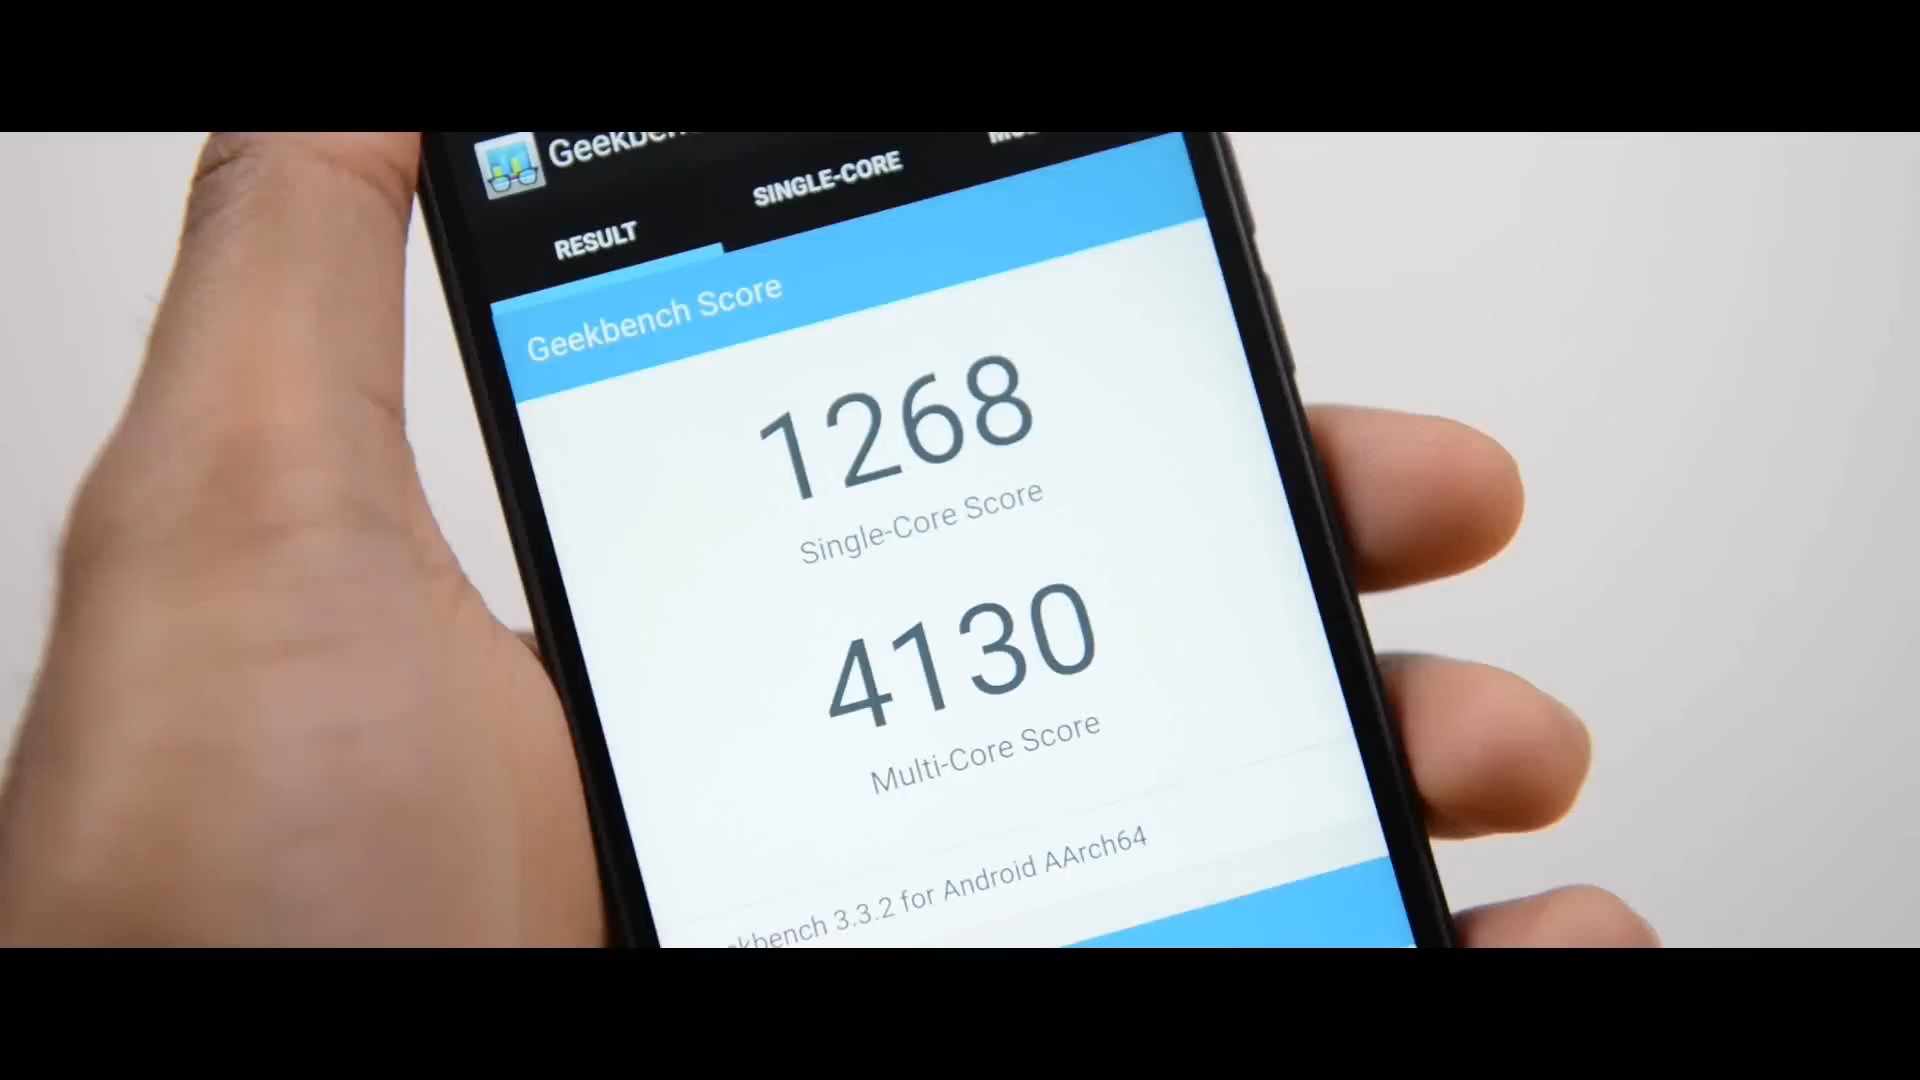 RESULT
SINGLE-CORE
Geekbench Score
1268
Single-Core Score
4130
Multi-Core Score
3.3.2 for Android AArch64